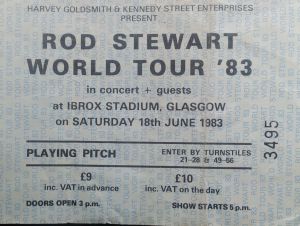 HARVEY GOLDSMITH & KENNEDY STREET ENTERPRISES
PRESENT
ROD STEWART
WORLD TOUR '83
in concert + guests
at IBROX STADIUM, GLASGOW
on SATURDAY 18th JUNE 1983
3495
PLAYING PITCH
ENTER BY TURNSTILES
21-28 & 49-56
£9
inc. VAT in advance
£10
inc. VAT on the day
DOORS OPEN 3 p.m.
SHOW STARTS 5 p.m.